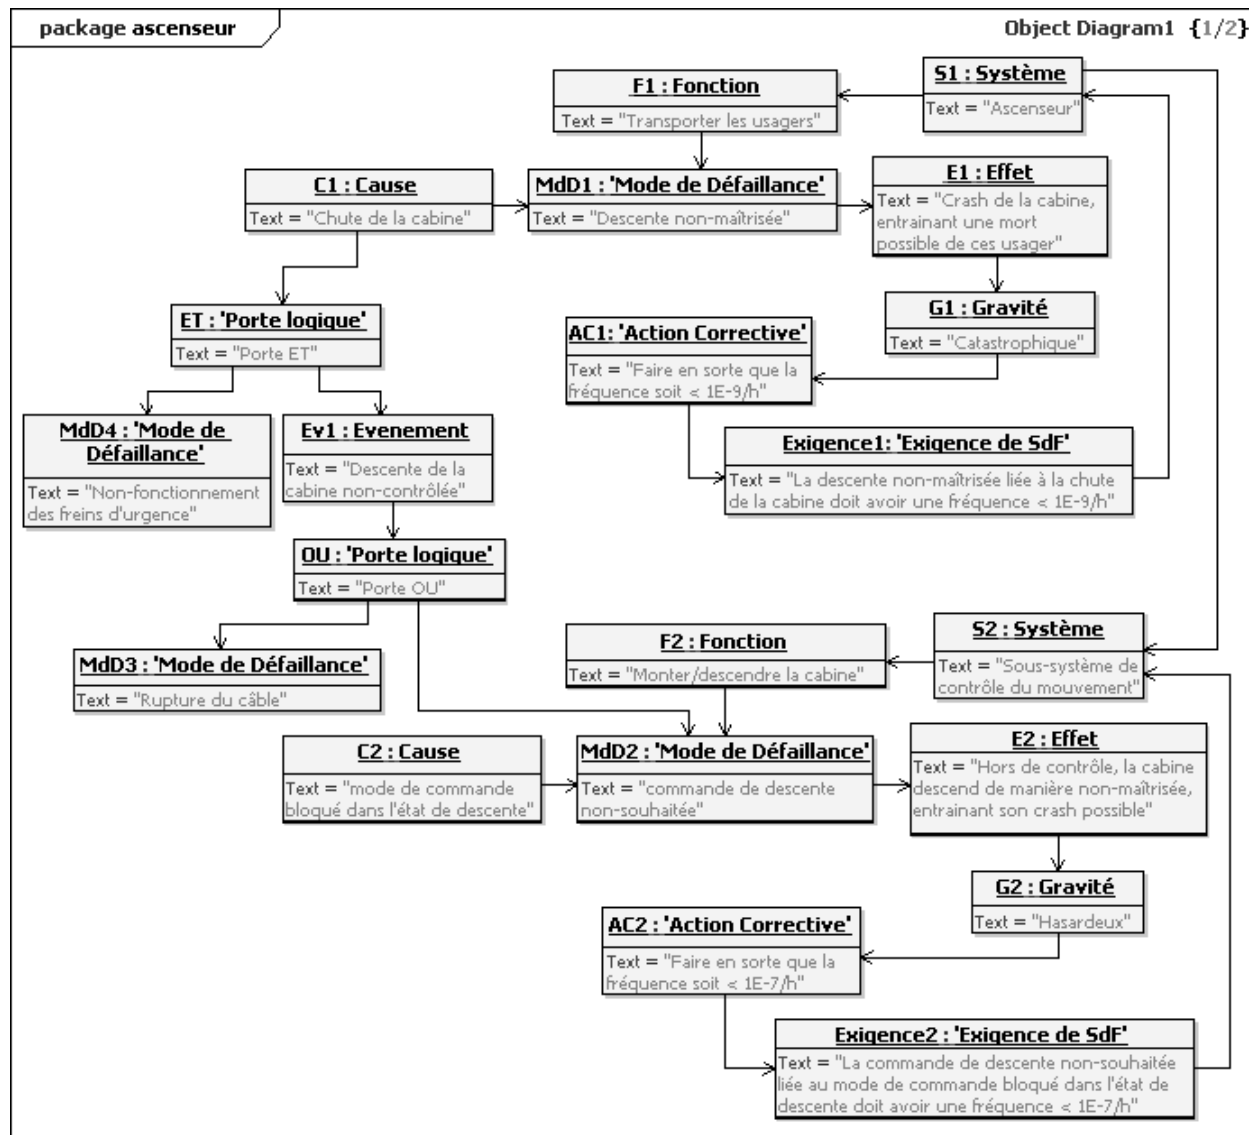 package ascenseur
Object Diagram1 {1/2}
S1 : Système
Text = "Ascenseur"
F1 : Fonction
Text = "Transporter les usagers"
C1 : Cause
Text = "Chute de la cabine"
MdD1 : 'Mode de Défaillance'
Text = "Descente non-maîtrisée"
E1 : Effet
Text = "Crash de la cabine,
entrainant une mort
possible de ces usager"
ET : 'Porte logique'
Text = "Porte ET"
G1 : Gravité
Text = "Catastrophique"
AC1: 'Action Corrective'
Text = "Faire en sorte que la
fréquence soit < 1E-9/h"
MdD4 : 'Mode de
Défaillance'
Text = "Non-fonctionnement
des freins d'urgence"
Ev1 : Evenement
Text = "Descente de la
cabine non-contrôlée"
Exigence1: 'Exigence de SdF'
Text = "La descente non-maîtrisée liée à la chute
de la cabine doit avoir une fréquence < 1E-9/h"
OU : 'Porte logique'
Text = "Porte OU"
MdD3 : 'Mode de Défaillance'
Text = "Rupture du câble"
F2 : Fonction
Text = "Monter/descendre la cabine"
S2 : Système
Text = "Sous-système de
contrôle du mouvement"
C2 : Cause
Text = "mode de commande
bloqué dans l'état de descente"
MdD2 : 'Mode de Défaillance'
Text = "commande de descente
non-souhaitée"
E2 : Effet
Text = "Hors de contrôle, la cabine
descend de manière non-maîtrisée,
entrainant son crash possible"
G2 : Gravité
Text = "Hasardeux"
AC2 : 'Action Corrective'
Text = "Faire en sorte que la
fréquence soit < 1E-7/h"
Exigence2 : 'Exigence de SdF'
Text = "La commande de descente non-souhaitée
liée au mode de commande bloqué dans l'état de
descente doit avoir une fréquence < 1E-7/h"